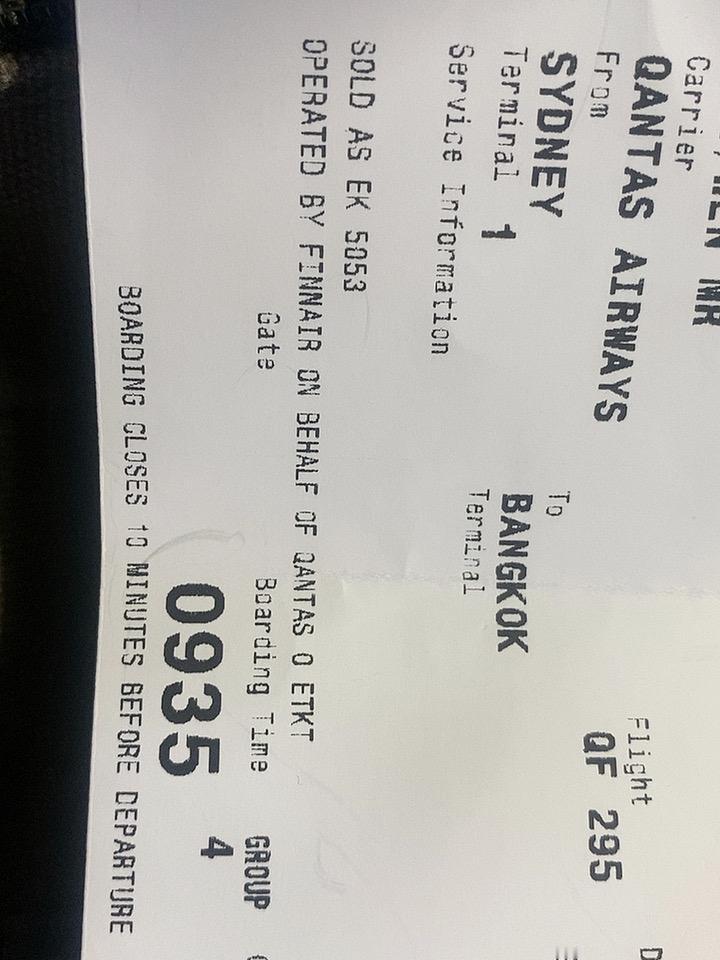 MR
Carrier
QANTAS AIRWAYS
Flight
QF 295
From
SYDNEY
To
BANGKOK
Terminal 1
Terminal
Service Information
SOLD AS EK 5053
OPERATED BY FINNAIR ON BEHALF OF QANTAS O ETKT
Gate
Boarding Time
GROUP
0935
4
BOARDING CLOSES 10 MINUTES BEFORE DEPARTURE